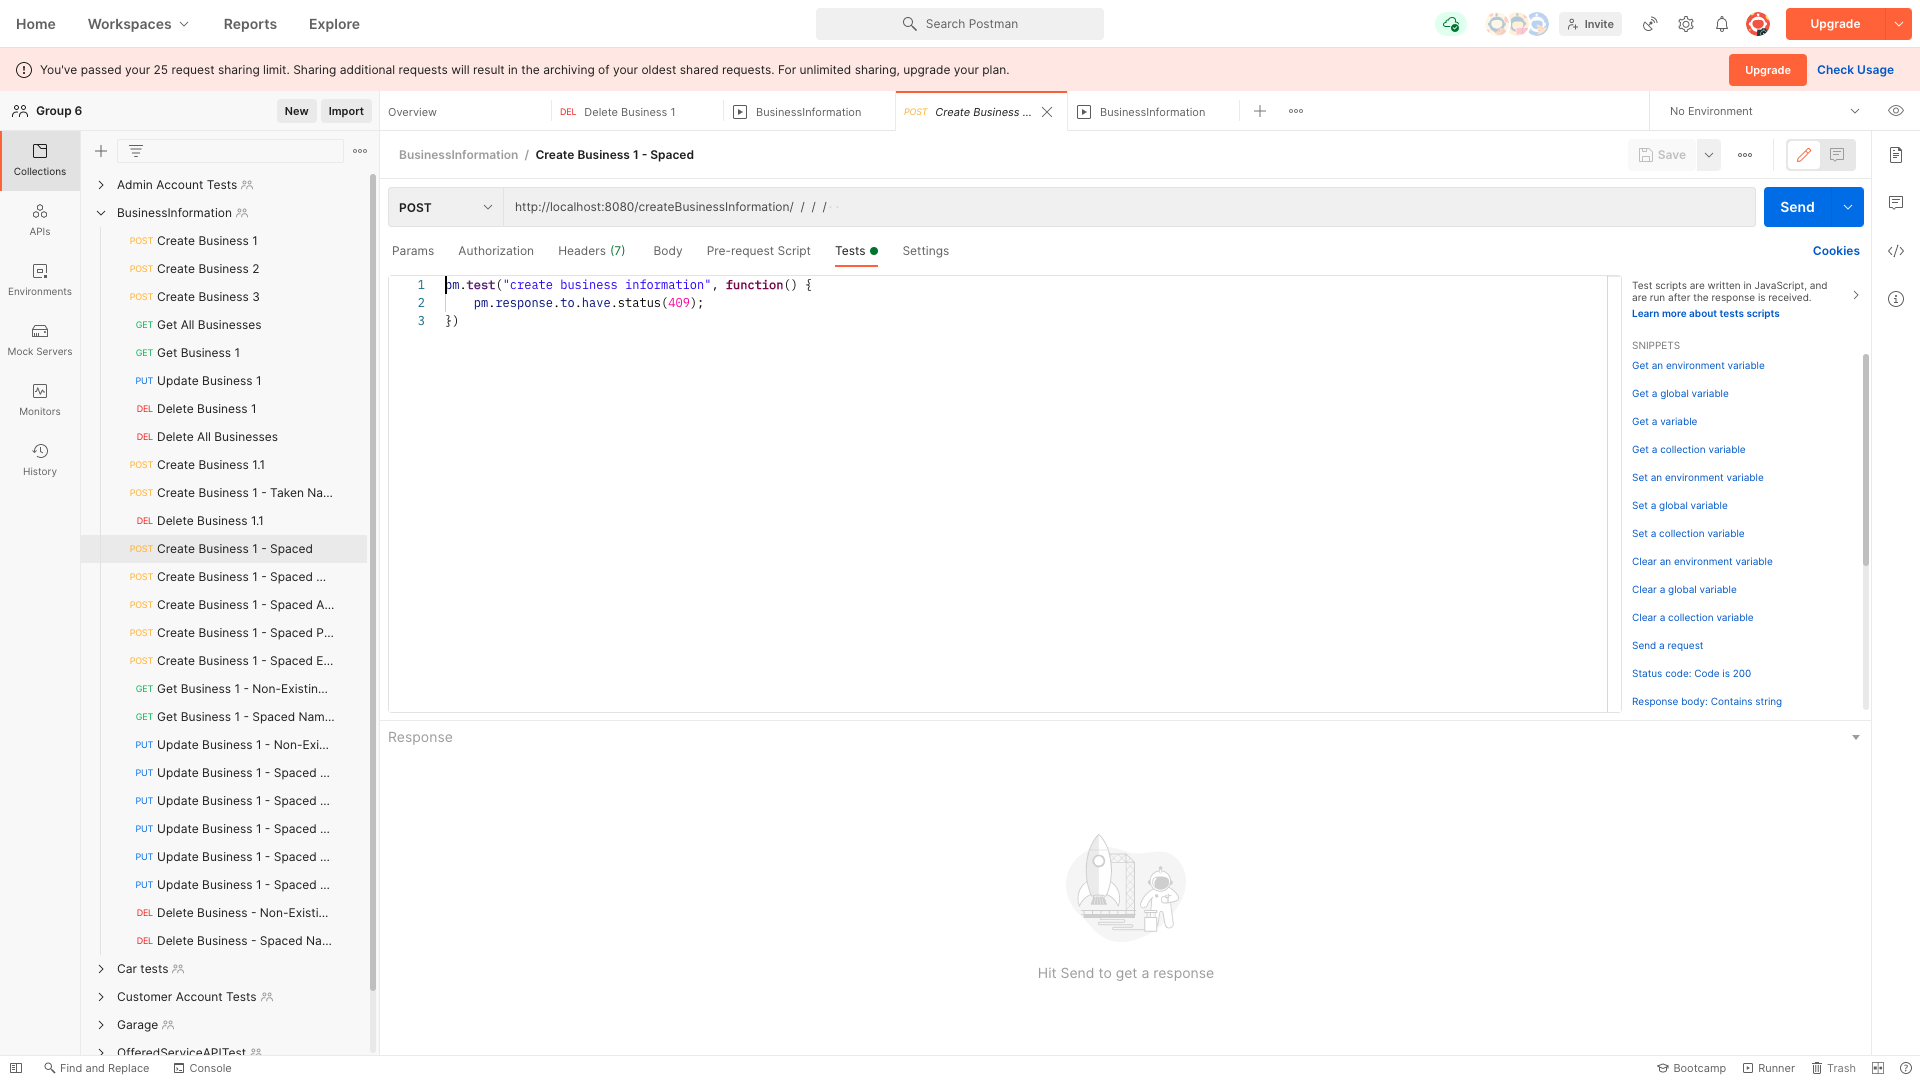 Home
Workspaces
Reports
Explore
Search Postman
Invite
Upgrade
You've passed your 25 request sharing limit. Sharing additional requests will result in the archiving of your oldest shared requests. For unlimited sharing, upgrade your plan.
Upgrade
Check Usage
Group 6
New
Import
Overview
DEL Delete Business 1
BusinessInformation
POST Create Business ...
BusinessInformation
No Environment
Collections
APIs
Environments
Mock Servers
Monitors
History
Admin Account Tests
BusinessInformation
POST Create Business 1
POST Create Business 2
POST Create Business 3
GET Get All Businesses
GET Get Business 1
PUT Update Business 1
DEL Delete Business 1
DEL Delete All Businesses
POST Create Business 1.1
POST Create Business 1 - Taken Na...
DEL Delete Business 1.1
POST Create Business 1 - Spaced
POST Create Business 1 - Spaced ...
POST Create Business 1 - Spaced A...
POST Create Business 1 - Spaced P...
POST Create Business 1 - Spaced E...
GET Get Business 1 - Non-Existin...
GET Get Business 1 - Spaced Nam...
PUT Update Business 1 - Non-Exi...
PUT Update Business 1 - Spaced ...
PUT Update Business 1 - Spaced ...
PUT Update Business 1 - Spaced ...
PUT Update Business 1 - Spaced ...
PUT Update Business 1 - Spaced ...
DEL Delete Business - Non-Existi...
DEL Delete Business - Spaced Na...
Car tests
Customer Account Tests
Garage
OfferedServiceAPITest
BusinessInformation / Create Business 1 - Spaced
Save
POST
http://localhost:8080/createBusinessInformation/ / / /
Send
Params
Authorization
Headers (7)
Body
Pre-request Script
Tests
Settings
Cookies
1 pm.test("create business information", function() {
2 pm.response.to.have.status(409);
3 })
Test scripts are written in JavaScript, and
are run after the response is received.
Learn more about tests scripts
SNIPPETS
Get an environment variable
Get a global variable
Get a variable
Get a collection variable
Set an environment variable
Set a global variable
Set a collection variable
Clear an environment variable
Clear a global variable
Clear a collection variable
Send a request
Status code: Code is 200
Response body: Contains string
Response
Hit Send to get a response
Find and Replace
Console
Bootcamp
Runner
Trash